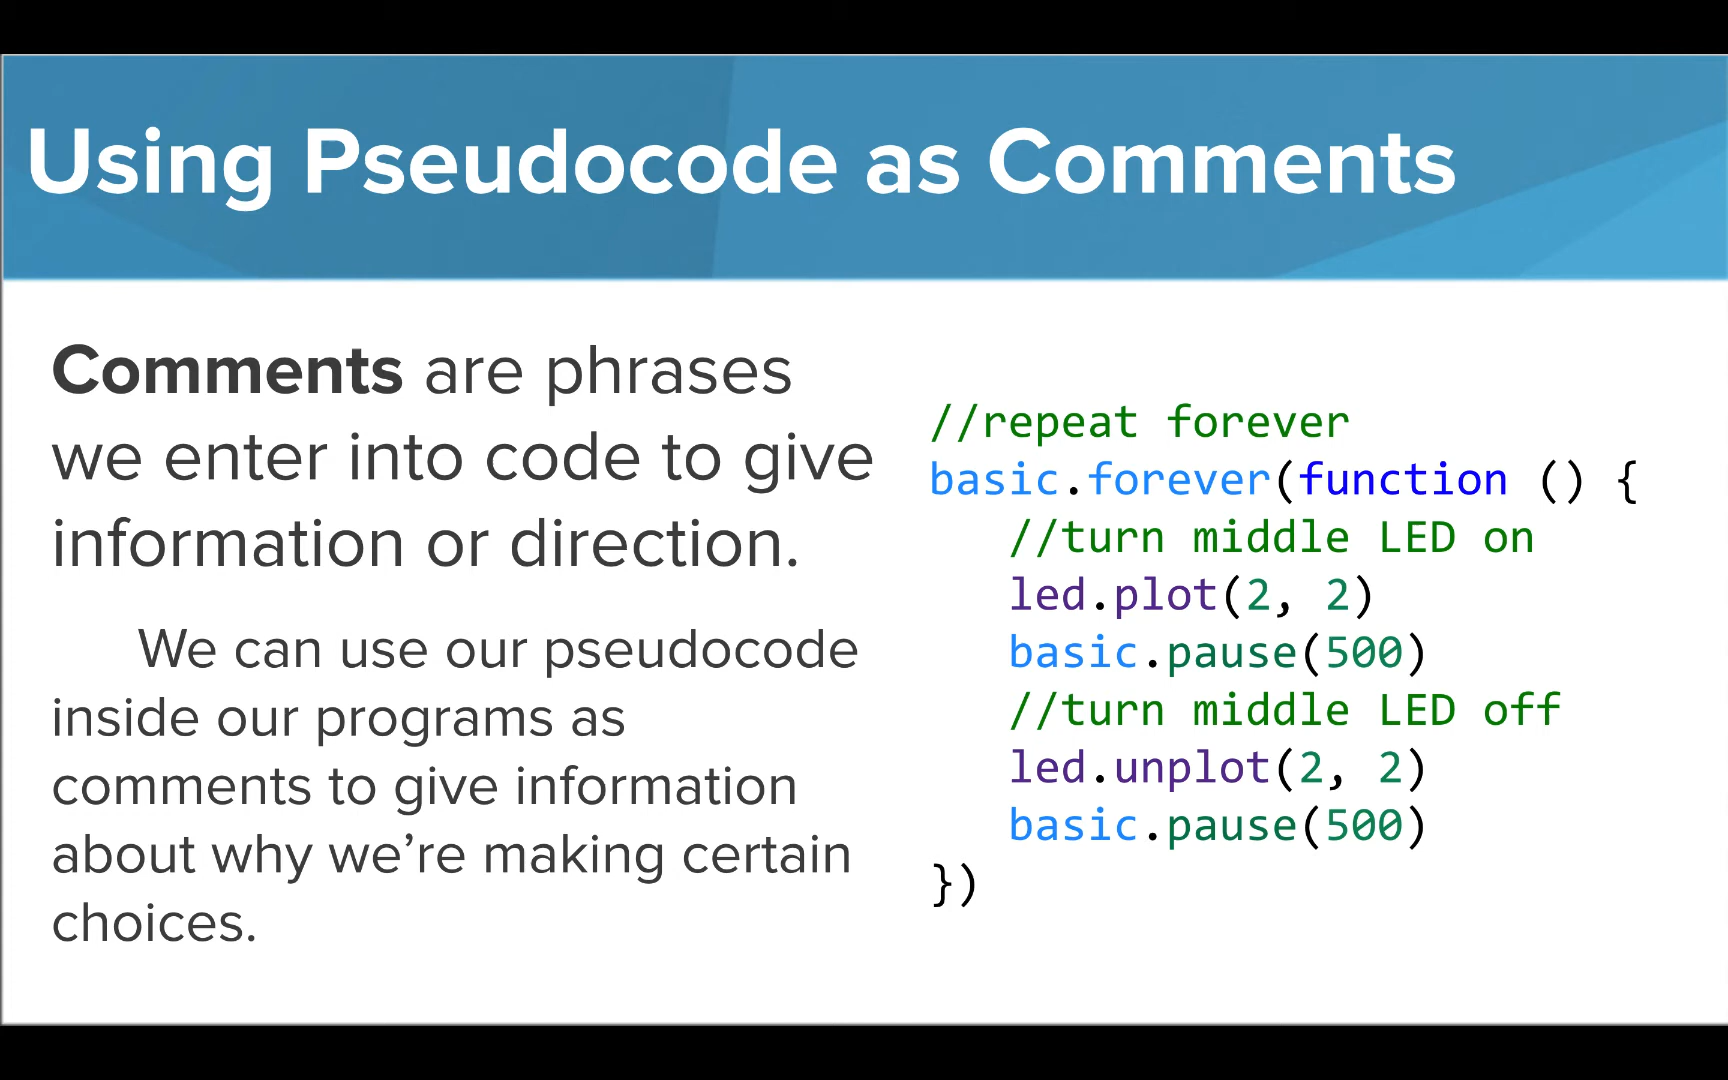 Using Pseudocode as Comments
Comments are phrases
we enter into code to give
information or direction.
We can use our pseudocode
inside our programs as
comments to give information
about why we’re making certain
choices.
//repeat forever
basic.forever(function () {
//turn middle LED on
led.plot(2, 2)
basic.pause(500)
//turn middle LED off
led.unplot(2, 2)
basic.pause(500)
})